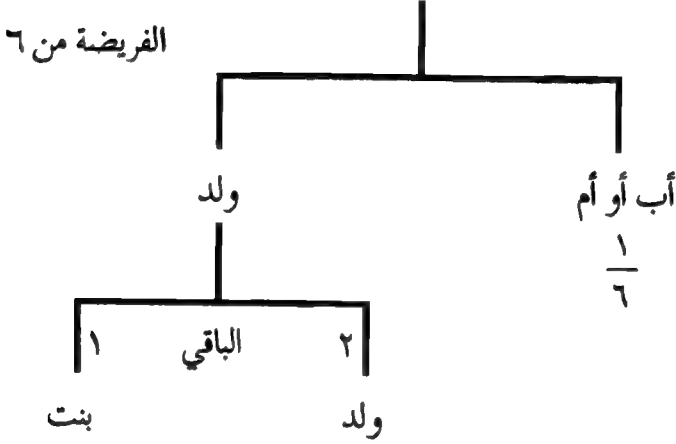 الفريضة من ٦
أب أو أم
١
٦
ولد
٢ الباقي ١
ولد
بنت